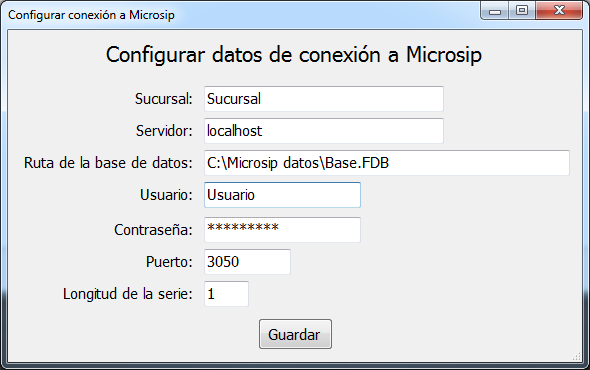 Configurar conexión a Microsip
Configurar datos de conexión a Microsip
Sucursal: Sucursal
Servidor: localhost
Ruta de la base de datos: C:\Microsip datos\Base.FDB
Usuario: Usuario
Contraseña: *********
Puerto: 3050
Longitud de la serie: 1
Guardar